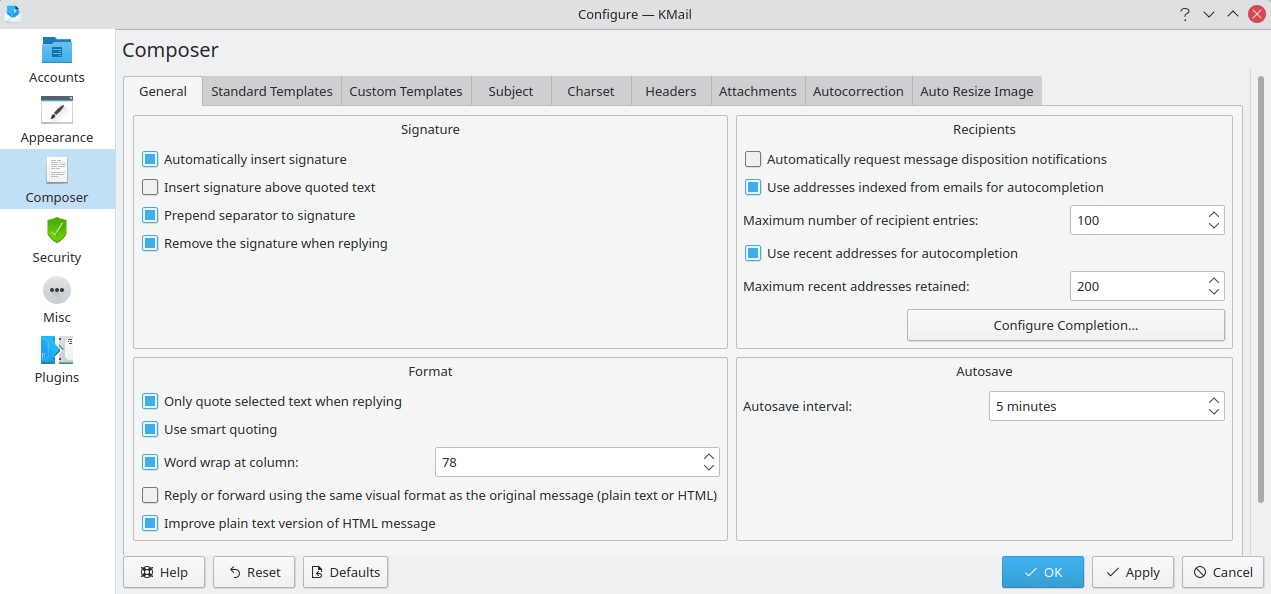 Configure — KMail
Accounts
Appearance
Composer
Security
Misc
Plugins
Composer
General Standard Templates Custom Templates Subject Charset Headers Attachments Autocorrection Auto Resize Image
Signature
Automatically insert signature
Insert signature above quoted text
Prepend separator to signature
Remove the signature when replying
Recipients
Automatically request message disposition notifications
Use addresses indexed from emails for autocompletion
Maximum number of recipient entries: 100
Use recent addresses for autocompletion
Maximum recent addresses retained: 200
Configure Completion...
Format
Only quote selected text when replying
Use smart quoting
Word wrap at column: 78
Reply or forward using the same visual format as the original message (plain text or HTML)
Improve plain text version of HTML message
Autosave
Autosave interval: 5 minutes
Help Reset Defaults OK Apply Cancel